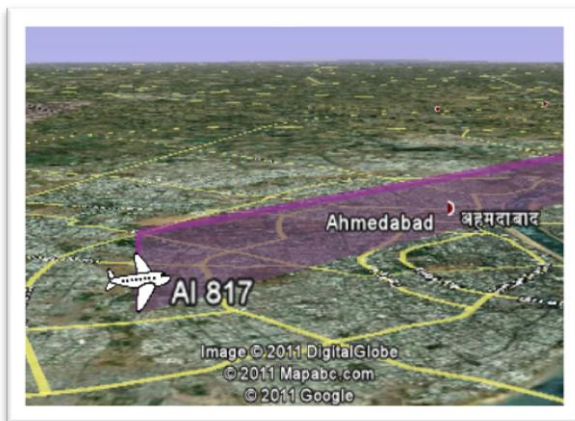 Ahmedabad
अहमदाबाद
AI 817
Image © 2011 DigitalGlobe
© 2011 Mapabc.com
© 2011 Google